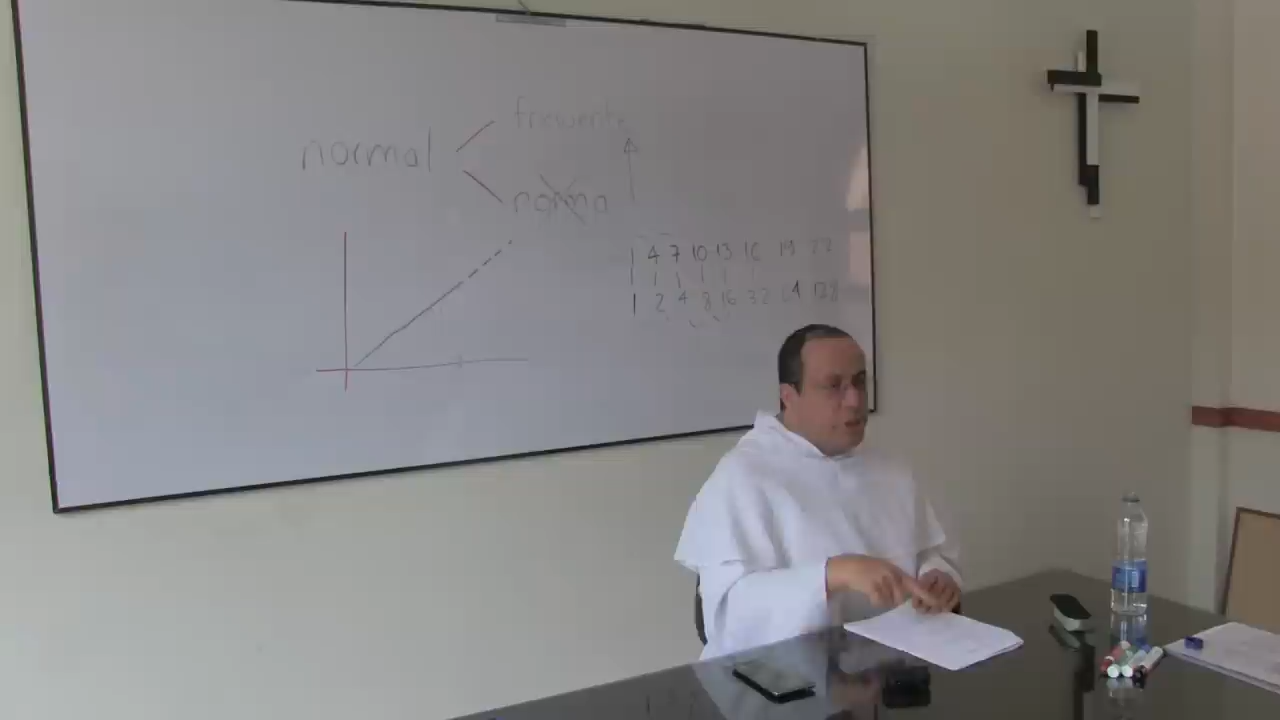 frecuente
normal
norma
1 4 7 10 13 16 19 22
1 2 4 8 16 32 64 128